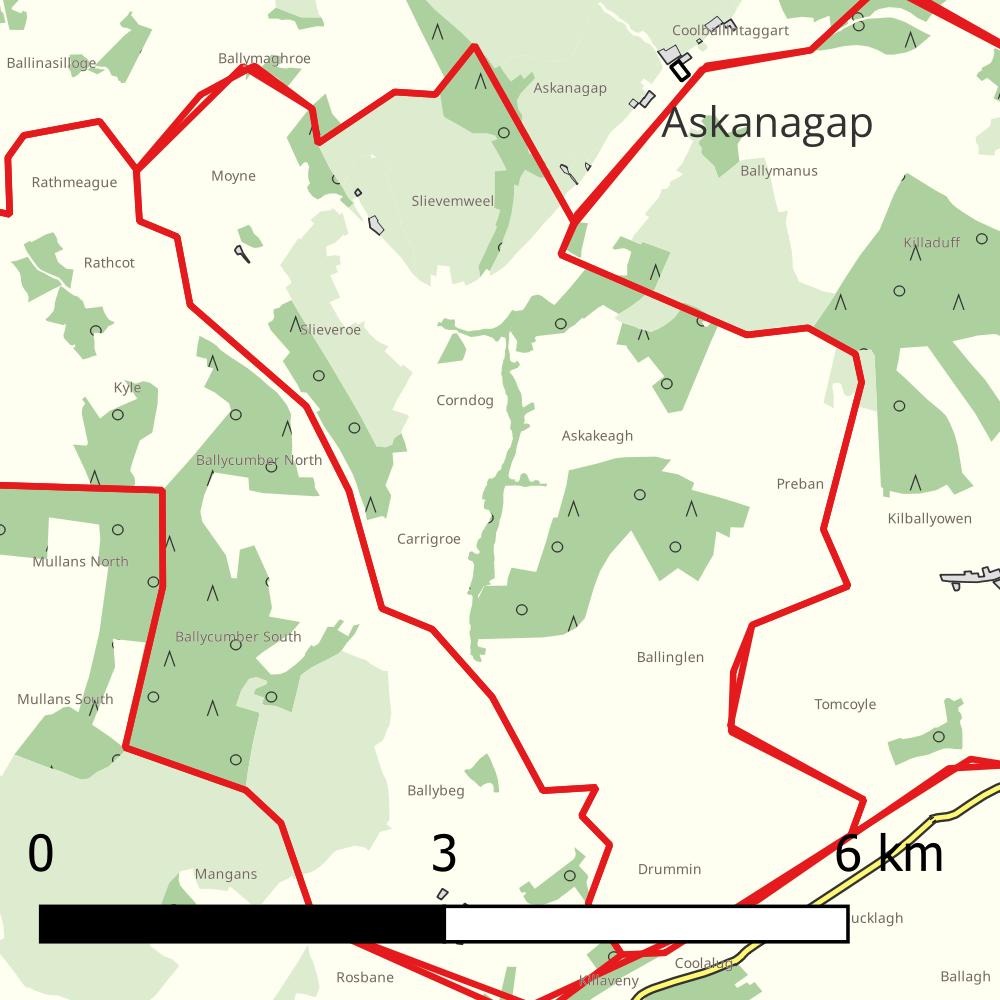 Coolballintaggart
Ballymaghroe
Ballinasilloge
Askanagap
Askanagap
Ballymanus
Moyne
Rathmeague
Slievemweel
Killaduff
Rathcot
Slieveroe
Kyle
Corndog
Askakeagh
Ballycumber North
Preban
Kilballyowen
Carrigroe
Mullans North
Ballycumber South
Ballinglen
Mullans South
Tomcoyle
Ballybeg
0
3
6 km
Drummin
Mangans
ucklagh
Coolalug
Rosbane
Killaveny
Ballagh